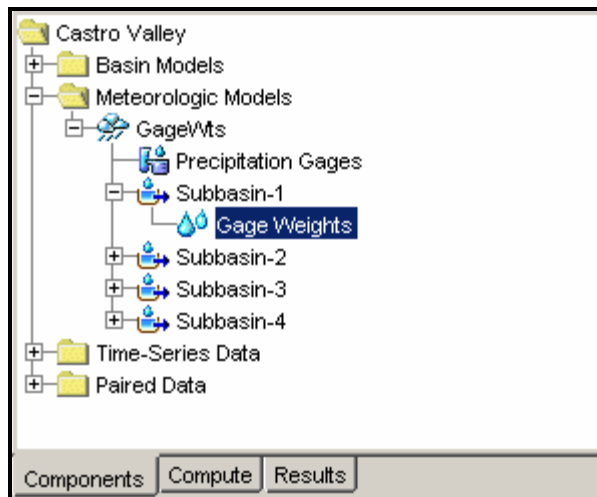 Castro Valley
Basin Models
Meteorologic Models
GageWts
Precipitation Gages
Subbasin-1
Gage Weights
Subbasin-2
Subbasin-3
Subbasin-4
Time-Series Data
Paired Data
Components Compute Results